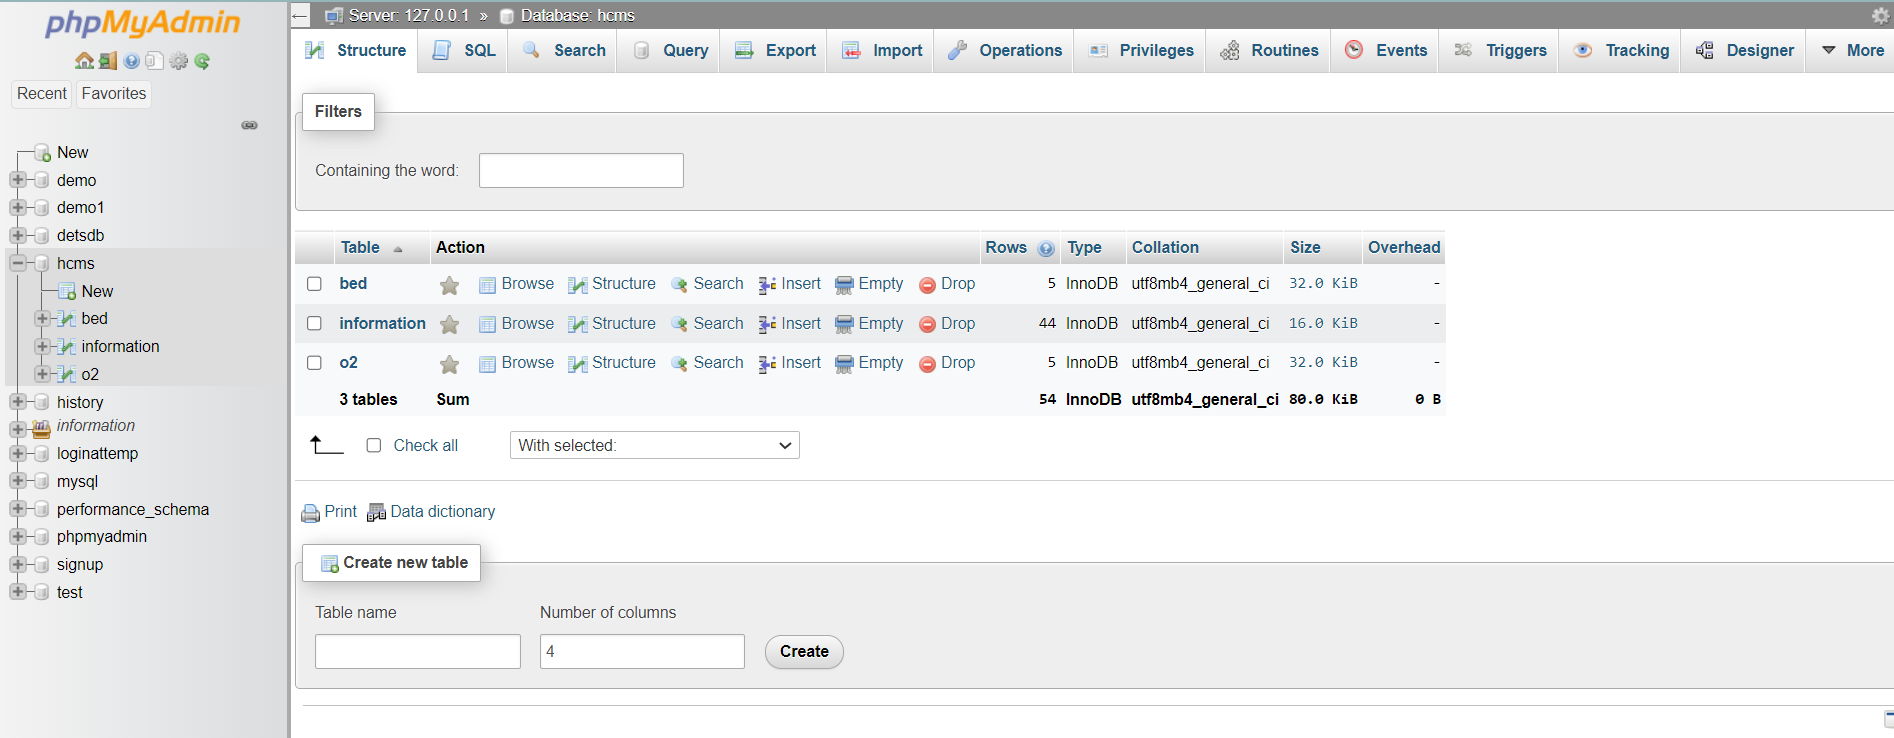 phpMyAdmin
Recent Favorites
New
demo
demo1
detsdb
hcms
New
bed
information
o2
history
information
loginattemp
mysql
performance_schema
phpmyadmin
signup
test
Server: 127.0.0.1 » Database: hcms
Structure SQL Search Query Export Import Operations Privileges Routines Events Triggers Tracking Designer More
Filters
Containing the word:
Table Action Rows Type Collation Size Overhead
bed Browse Structure Search Insert Empty Drop 5 InnoDB utf8mb4_general_ci 32.0 KiB -
information Browse Structure Search Insert Empty Drop 44 InnoDB utf8mb4_general_ci 16.0 KiB -
o2 Browse Structure Search Insert Empty Drop 5 InnoDB utf8mb4_general_ci 32.0 KiB -
3 tables Sum 54 InnoDB utf8mb4_general_ci 80.0 KiB 0 B
Check all With selected:
Print Data dictionary
Create new table
Table name Number of columns
4 Create